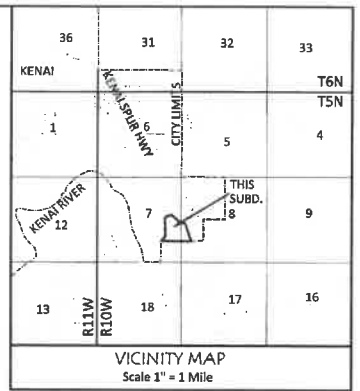 36 31 32 33
KENAI
T6N
T5N
KENAI SPUR HWY
CITY LIMITS
1 6 5 4
THIS
SUBD.
KENAI RIVER
12 7 8 9
13 18 17 16
R11W
R10W
VICINITY MAP
Scale 1" = 1 Mile